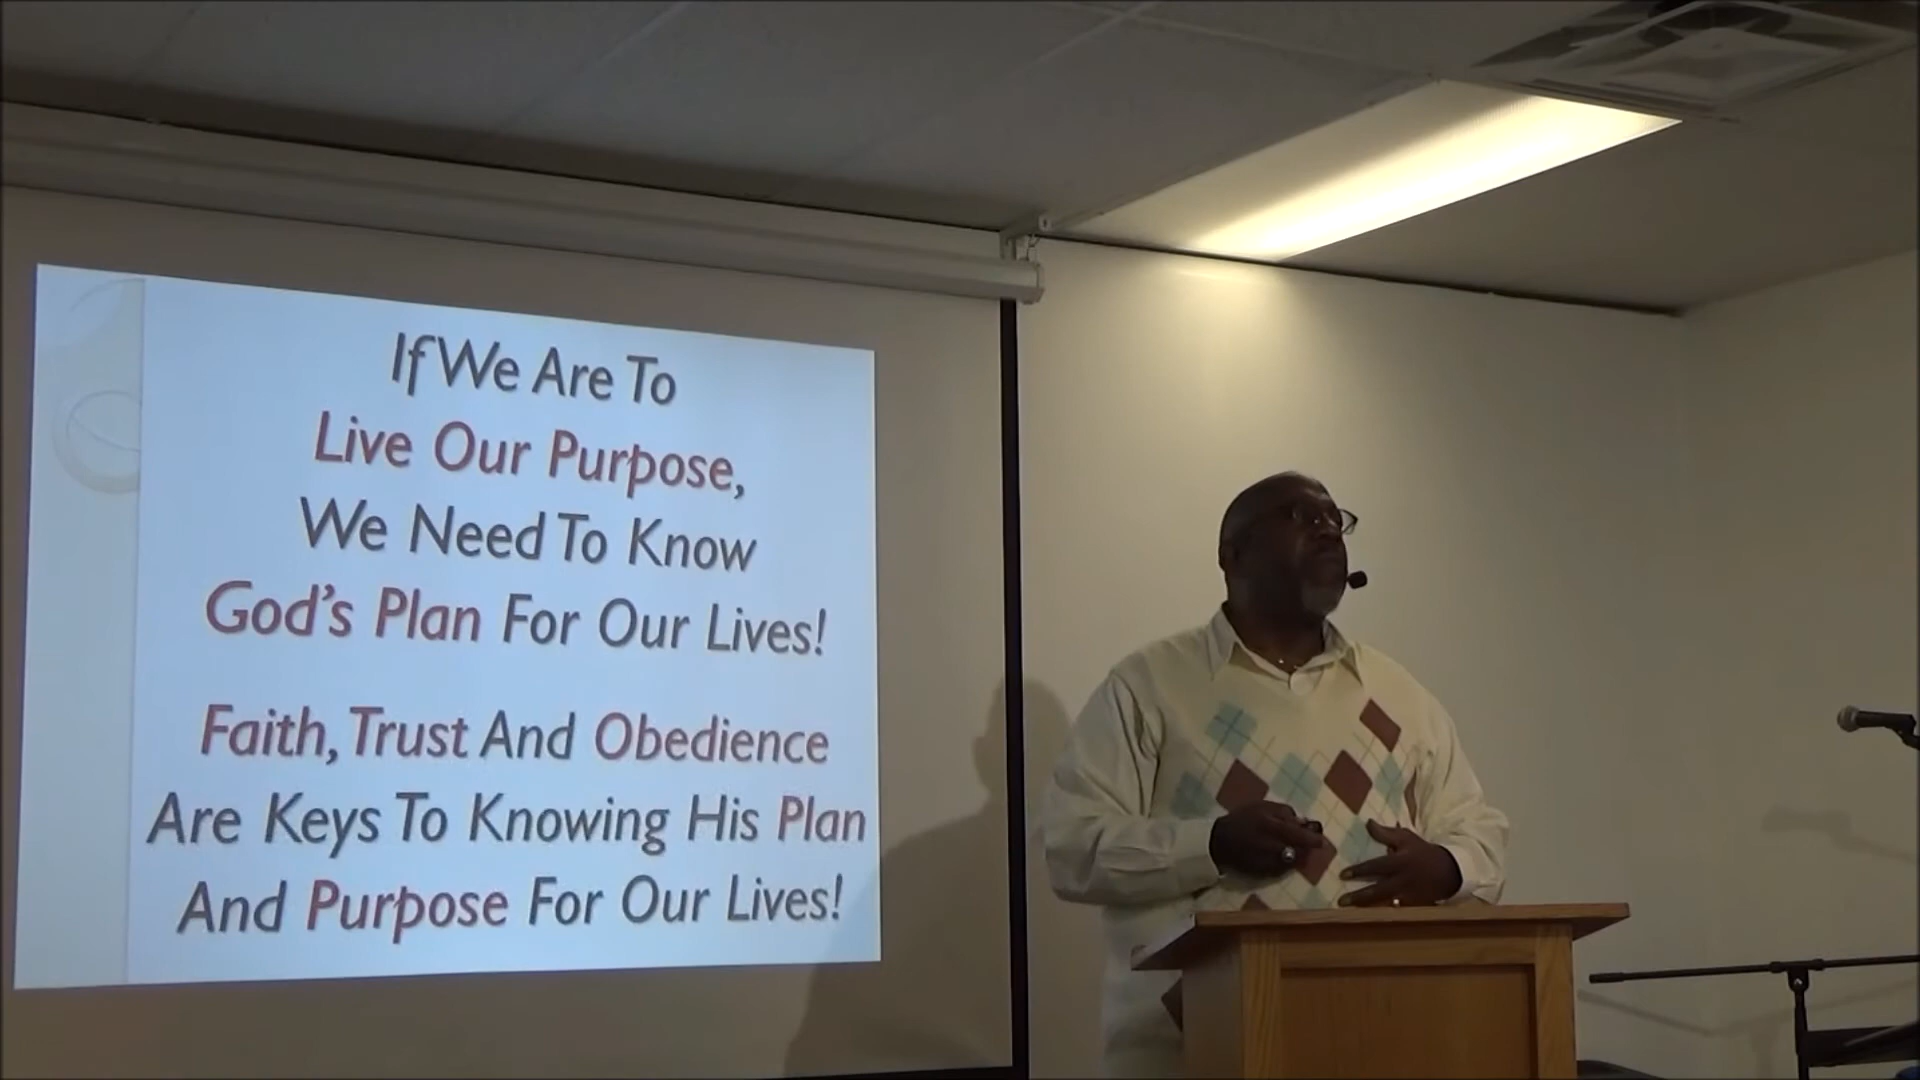 If We Are To
Live Our Purpose,
We Need To Know
God's Plan For Our Lives!
Faith, Trust And Obedience
Are Keys To Knowing His Plan
And Purpose For Our Lives!